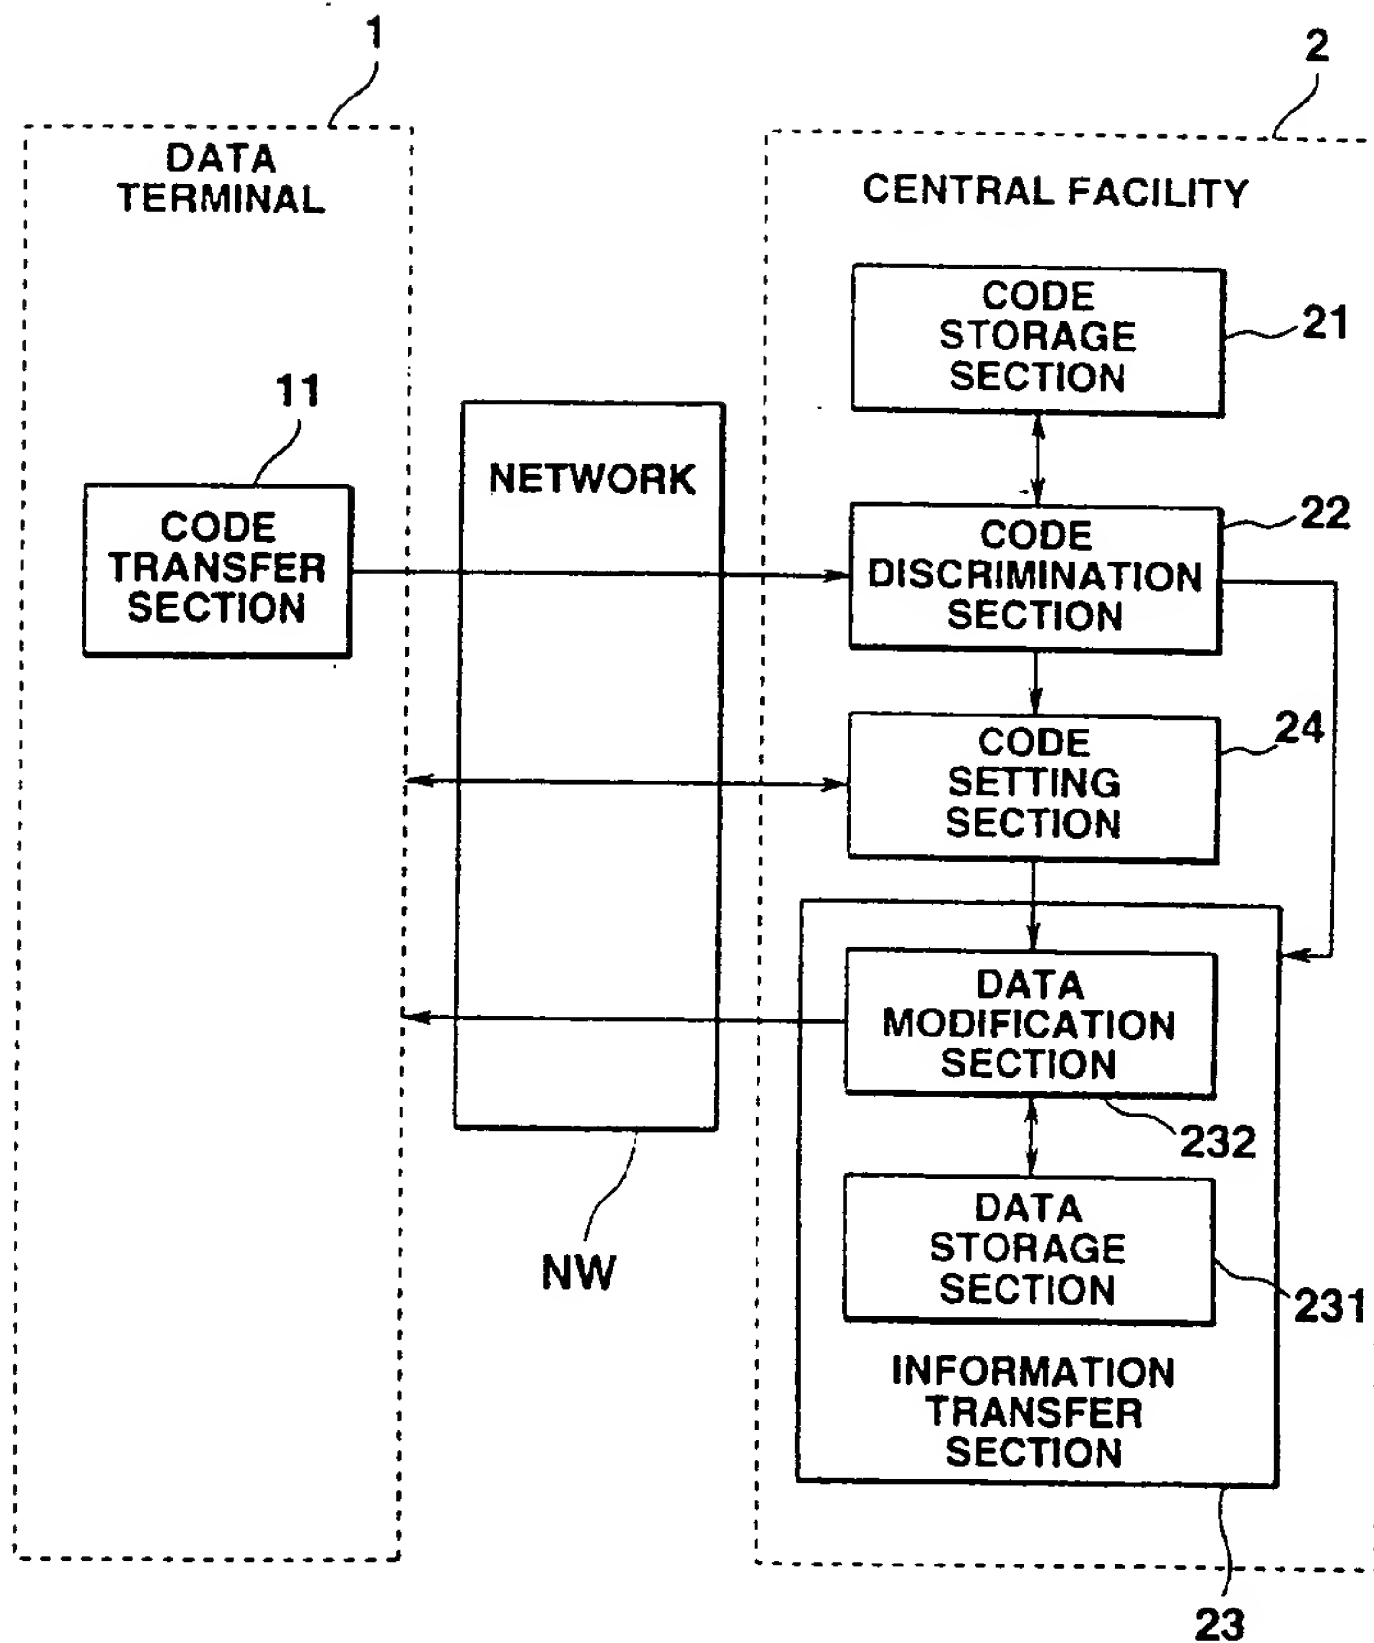 1
2
DATA
TERMINAL
CENTRAL FACILITY
CODE
STORAGE
SECTION
21
11
NETWORK
CODE
TRANSFER
SECTION
CODE
DISCRIMINATION
SECTION
22
CODE
SETTING
SECTION
24
DATA
MODIFICATION
SECTION
232
DATA
STORAGE
SECTION
231
NW
INFORMATION
TRANSFER
SECTION
23